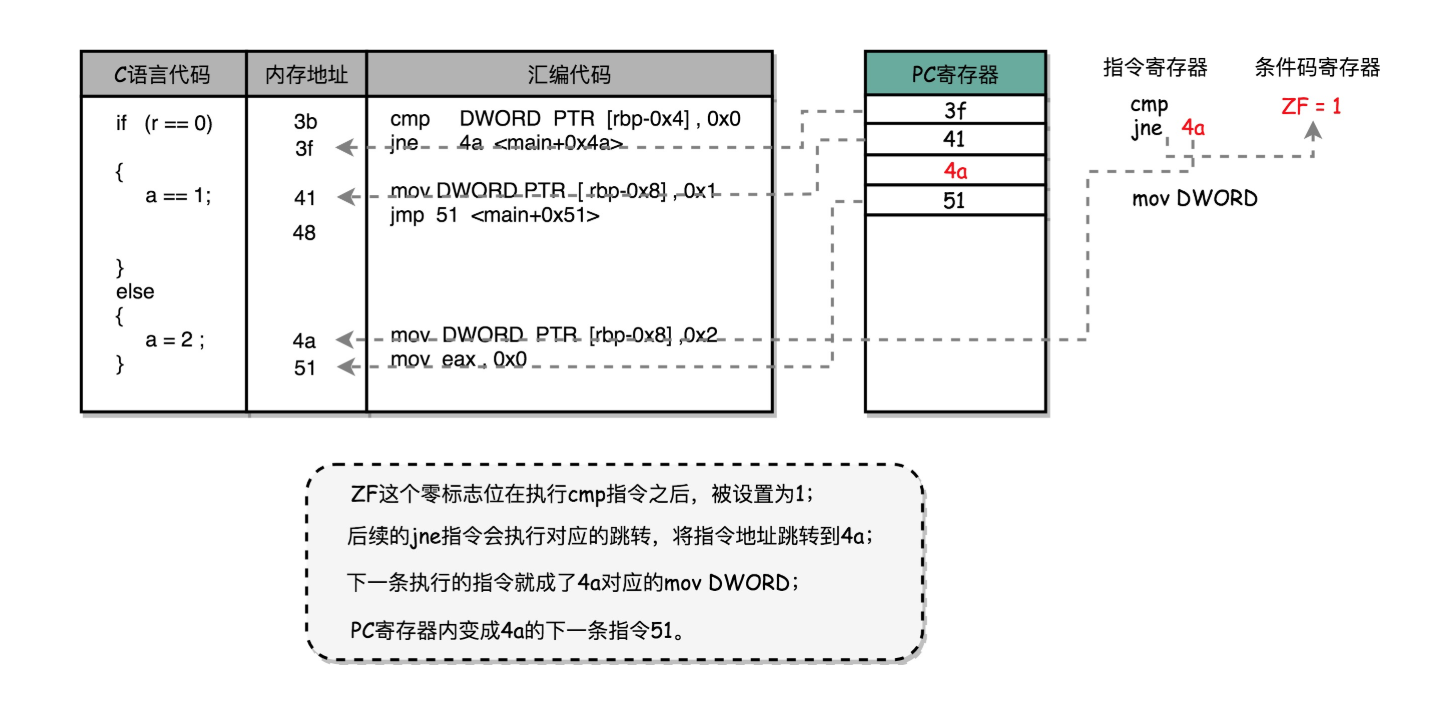 C语言代码
内存地址
汇编代码
if (r == 0)
3b
cmp DWORD PTR [rbp-0x4] , 0x0
3f
jne 4a <main+0x4a>
{
a == 1;
41
mov DWORD PTR [ rbp-0x8] , 0x1
jmp 51 <main+0x51>
48
}
else
{
a = 2 ;
4a
mov DWORD PTR [rbp-0x8] ,0x2
}
51
mov eax , 0x0
PC寄存器
3f
41
4a
51
指令寄存器
条件码寄存器
cmp
ZF = 1
jne 4a
mov DWORD
ZF这个零标志位在执行cmp指令之后，被设置为1；
后续的jne指令会执行对应的跳转，将指令地址跳转到4a；
下一条执行的指令就成了4a对应的mov DWORD；
PC寄存器内变成4a的下一条指令51。